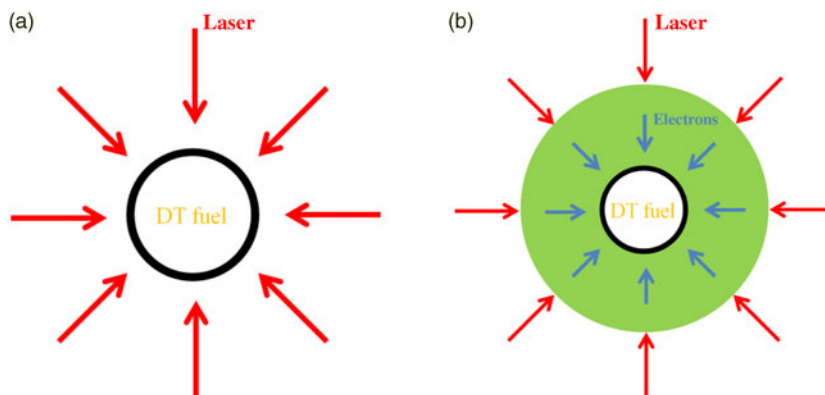 (a)
Laser
DT fuel
(b)
Laser
Electrons
DT fuel